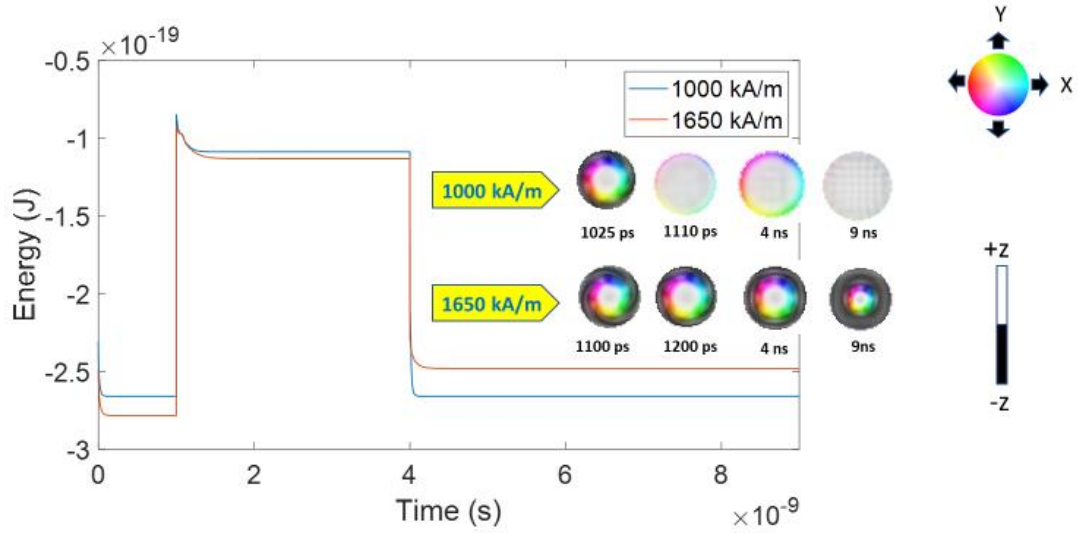 ×10⁻¹⁹
Y
X
-0.5
-1
-1.5
-2
-2.5
-3
Energy (J)
1000 kA/m
1650 kA/m
1000 kA/m
1025 ps 1110 ps 4 ns 9 ns
1650 kA/m
1100 ps 1200 ps 4 ns 9ns
+z
-z
0 2 4 6 8
Time (s)
×10⁻⁹